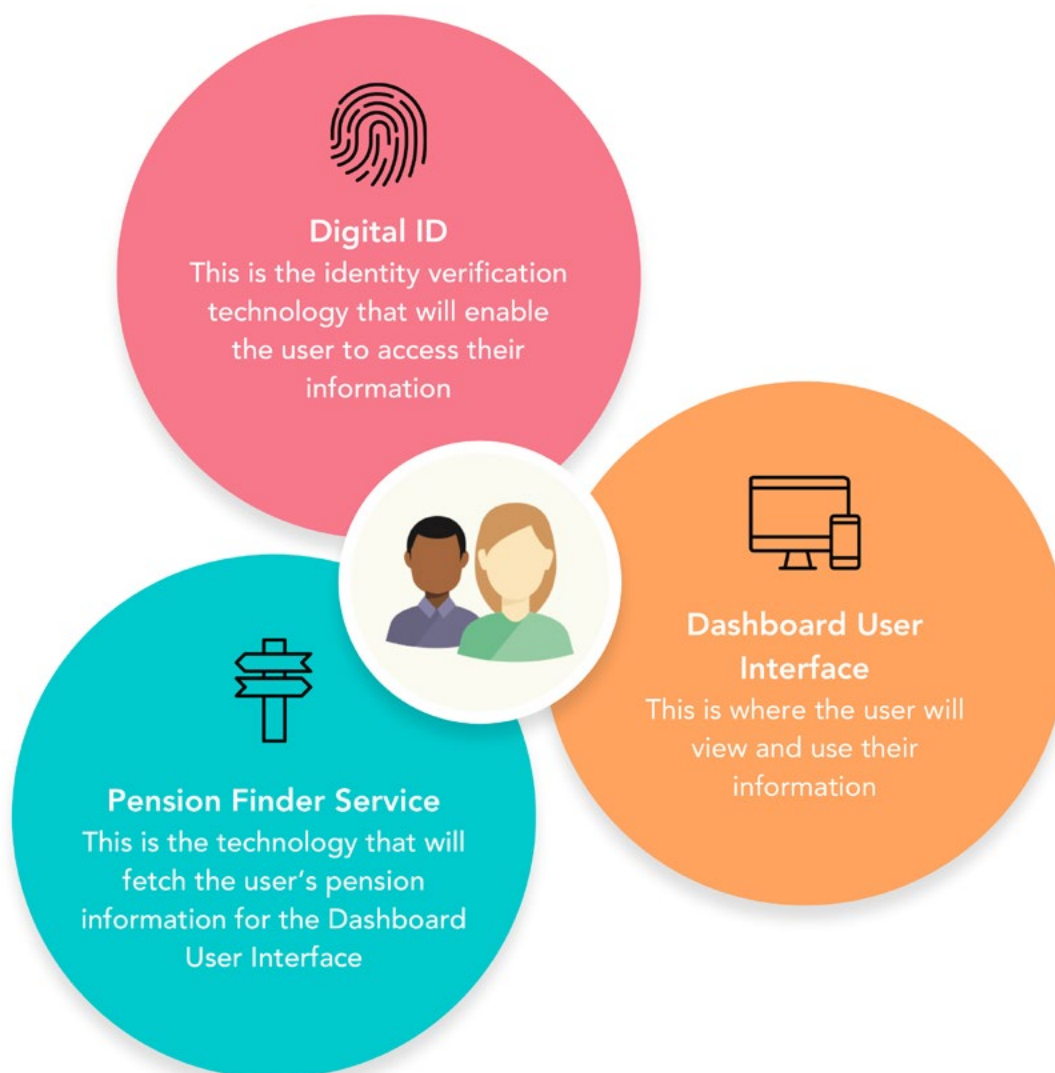 Digital ID
This is the identity verification
technology that will enable
the user to access their
information
Dashboard User
Interface
This is where the user will
view and use their
information
Pension Finder Service
This is the technology that will
fetch the user’s pension
information for the Dashboard
User Interface